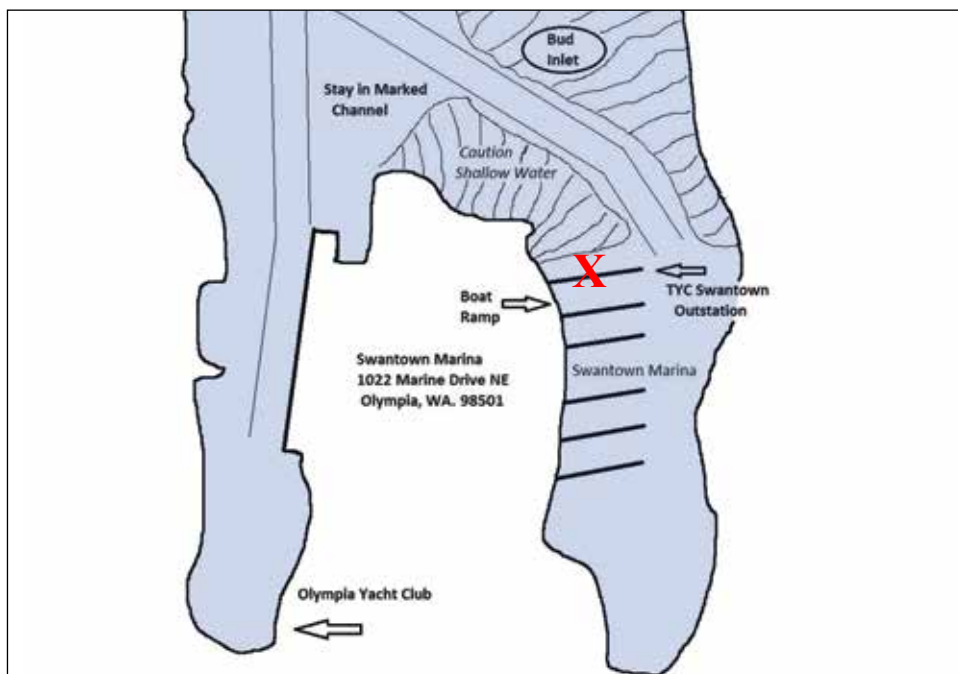 Bud
Inlet
Stay in Marked
Channel
Caution
Shallow Water
X
TYC Swantown
Outstation
Boat
Ramp
Swantown Marina
1022 Marine Drive NE
Olympia, WA. 98501
Swantown Marina
Olympia Yacht Club